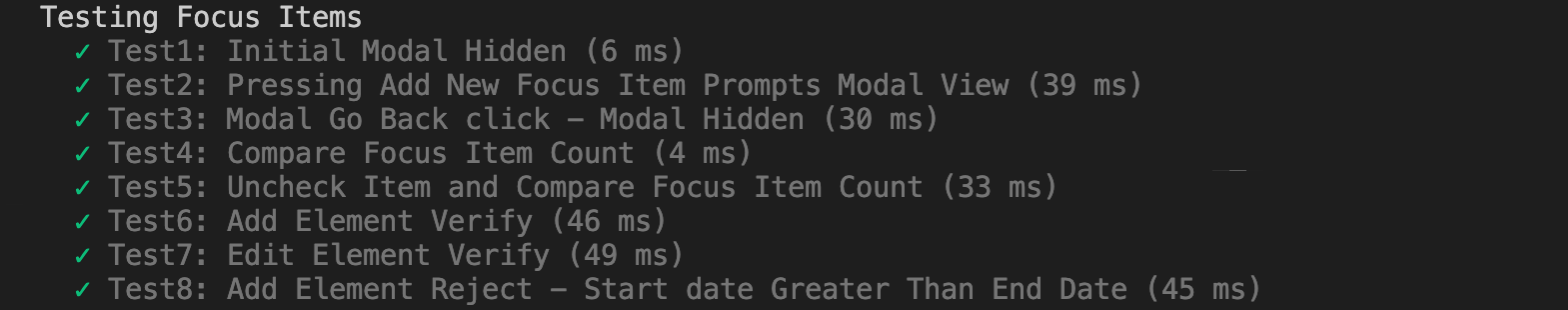 Testing Focus Items
✓ Test1: Initial Modal Hidden (6 ms)
✓ Test2: Pressing Add New Focus Item Prompts Modal View (39 ms)
✓ Test3: Modal Go Back click – Modal Hidden (30 ms)
✓ Test4: Compare Focus Item Count (4 ms)
✓ Test5: Uncheck Item and Compare Focus Item Count (33 ms)
✓ Test6: Add Element Verify (46 ms)
✓ Test7: Edit Element Verify (49 ms)
✓ Test8: Add Element Reject – Start date Greater Than End Date (45 ms)